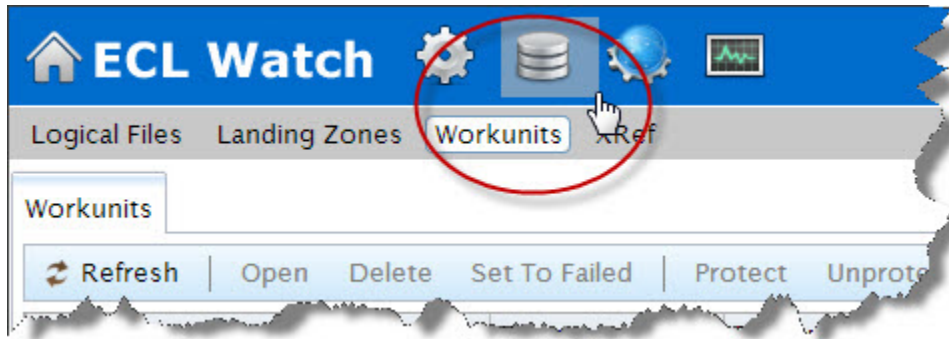 ECL Watch
Logical Files Landing Zones Workunits XRef
Workunits
Refresh Open Delete Set To Failed Protect